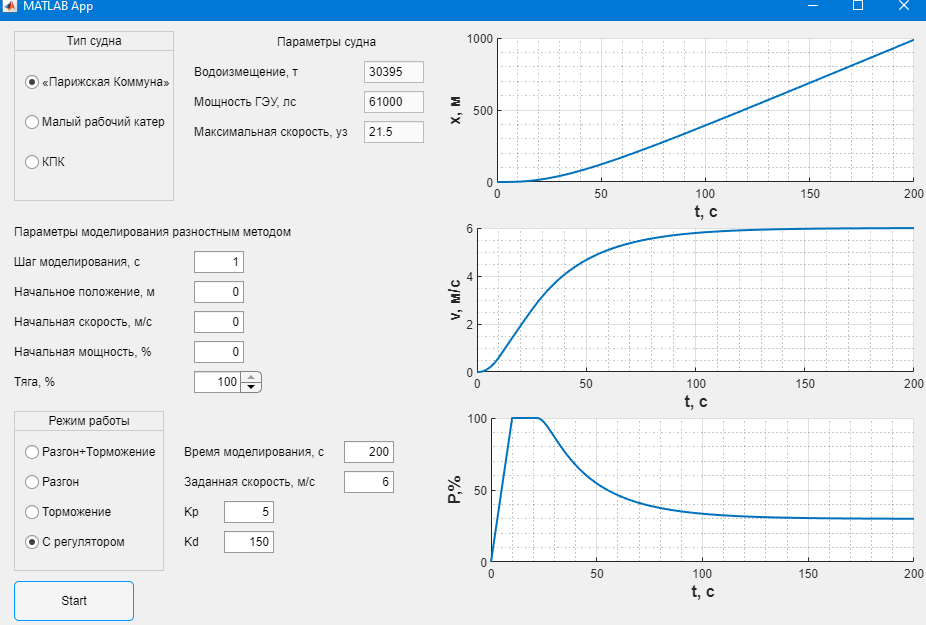 MATLAB App
Тип судна
«Парижская Коммуна»
Малый рабочий катер
КПК
Параметры судна
Водоизмещение, т 30395
Мощность ГЭУ, лс 61000
Максимальная скорость, уз 21.5
Параметры моделирования разностным методом
Шаг моделирования, с 1
Начальное положение, м 0
Начальная скорость, м/с 0
Начальная мощность, % 0
Тяга, % 100
Режим работы
Разгон+Торможение
Разгон
Торможение
С регулятором
Время моделирования, с 200
Заданная скорость, м/с 6
Kp 5
Kd 150
Start
x, м
1000
500
0
0 50 100 150 200
t, с
v, м/с
6
4
2
0
0 50 100 150 200
t, с
P,%
100
50
0
0 50 100 150 200
t, с